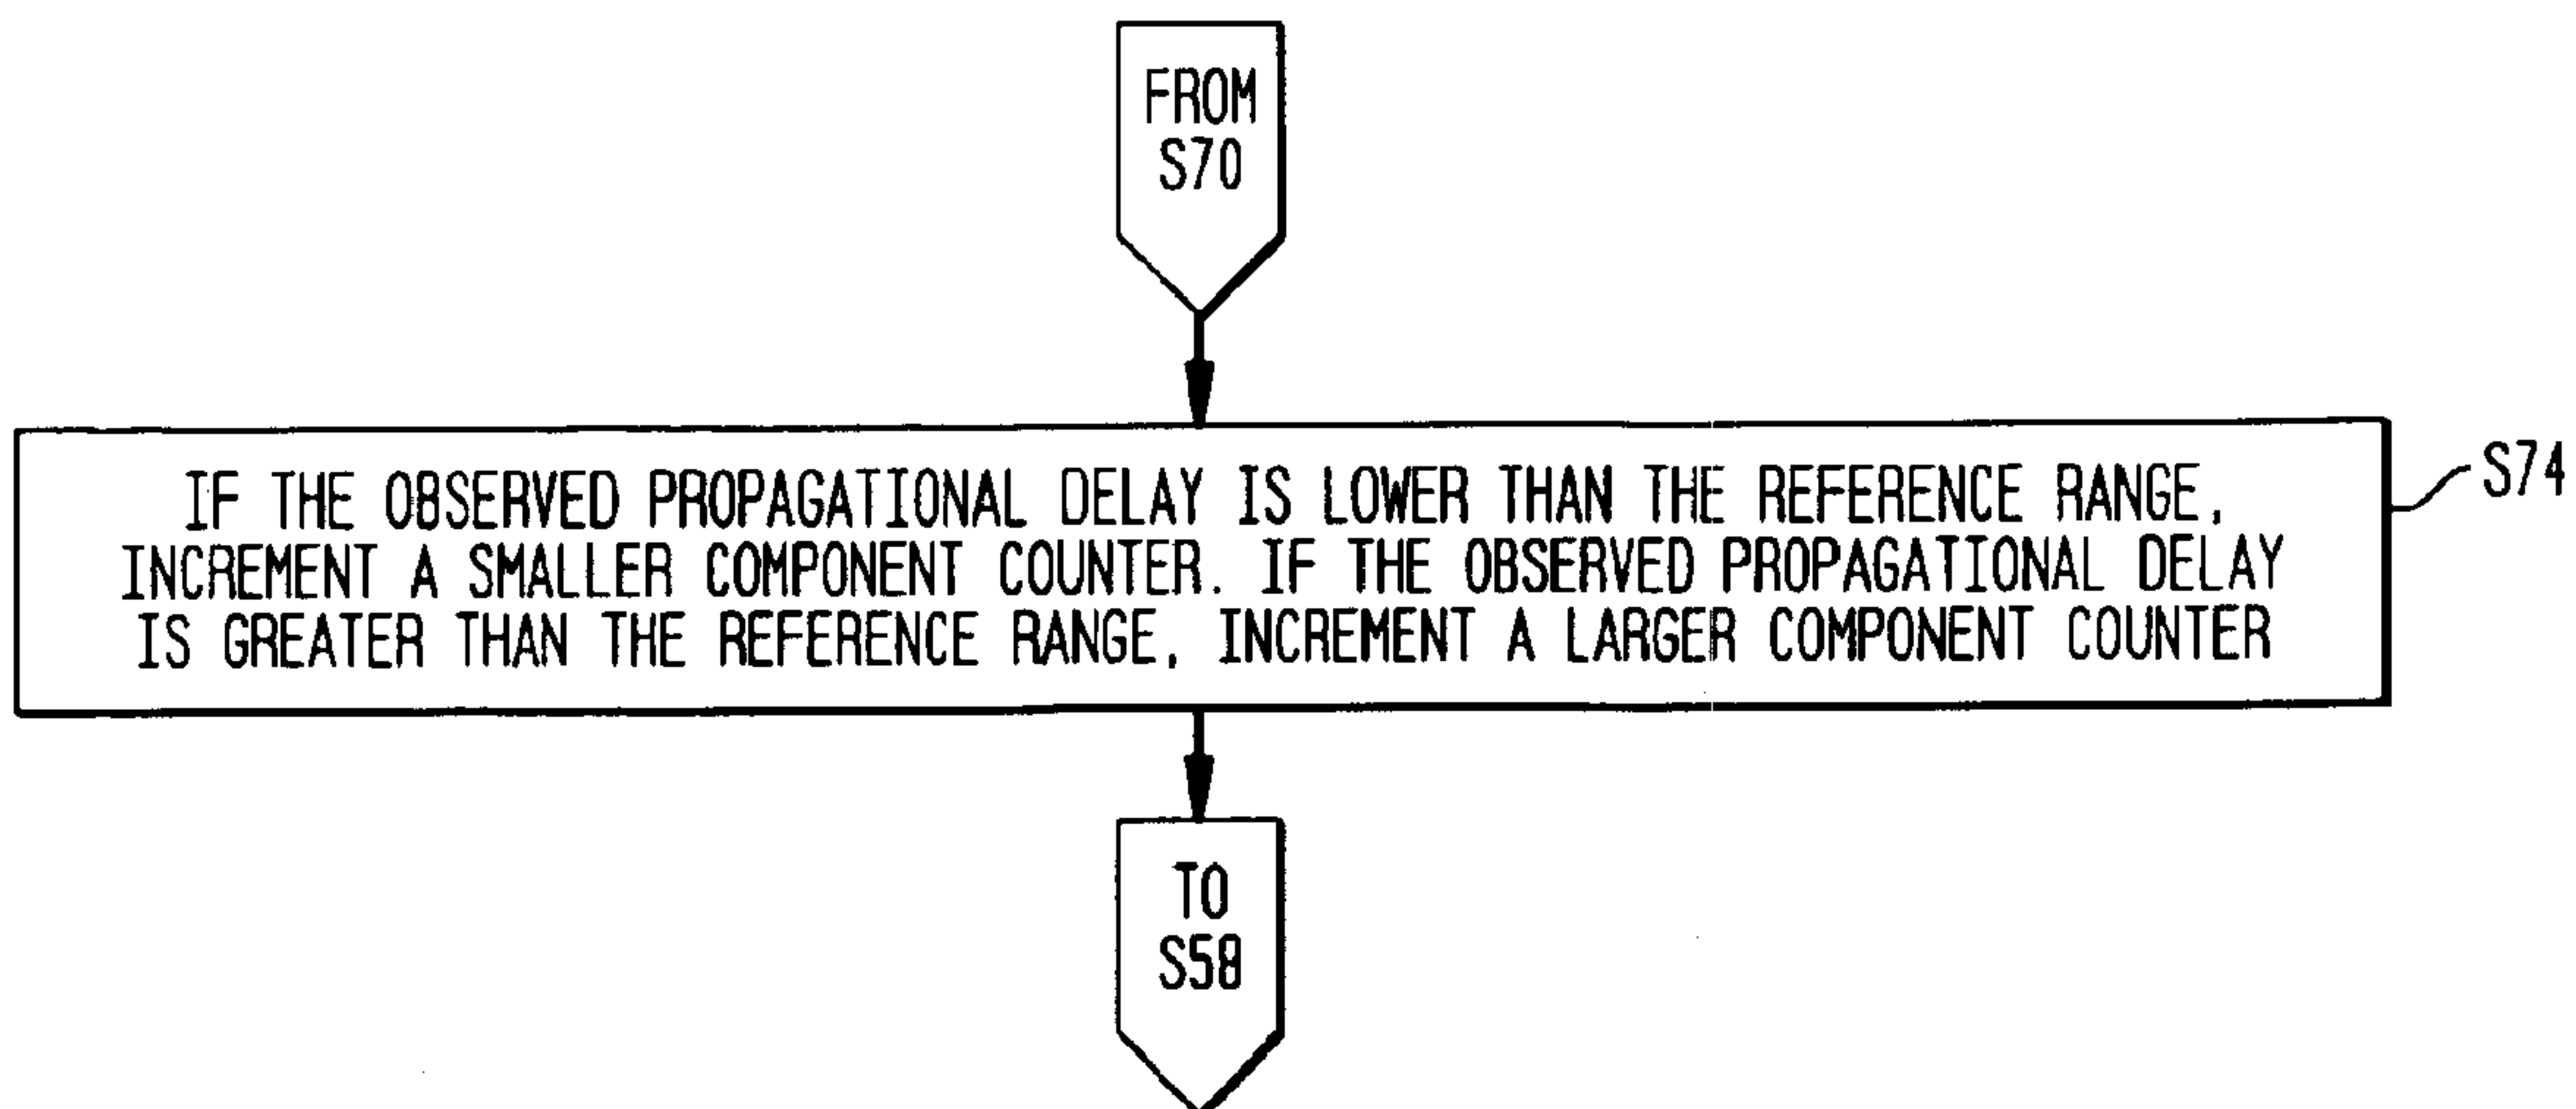 FROM
S70
IF THE OBSERVED PROPAGATIONAL DELAY IS LOWER THAN THE REFERENCE RANGE,
INCREMENT A SMALLER COMPONENT COUNTER. IF THE OBSERVED PROPAGATIONAL DELAY
IS GREATER THAN THE REFERENCE RANGE, INCREMENT A LARGER COMPONENT COUNTER
S74
TO
S58